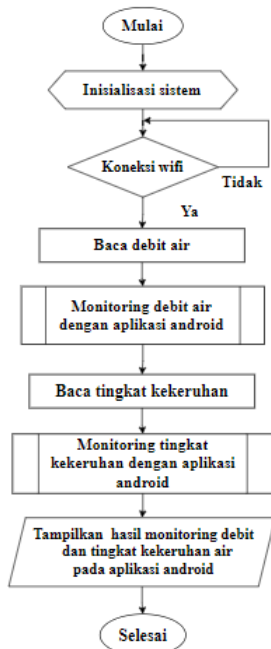 Mulai
Inisialisasi sistem
Koneksi wifi
Tidak
Ya
Baca debit air
Monitoring debit air
dengan aplikasi android
Baca tingkat kekeruhan
Monitoring tingkat
kekeruhan dengan aplikasi
android
Tampilkan hasil monitoring debit
dan tingkat kekeruhan air
pada aplikasi android
Selesai